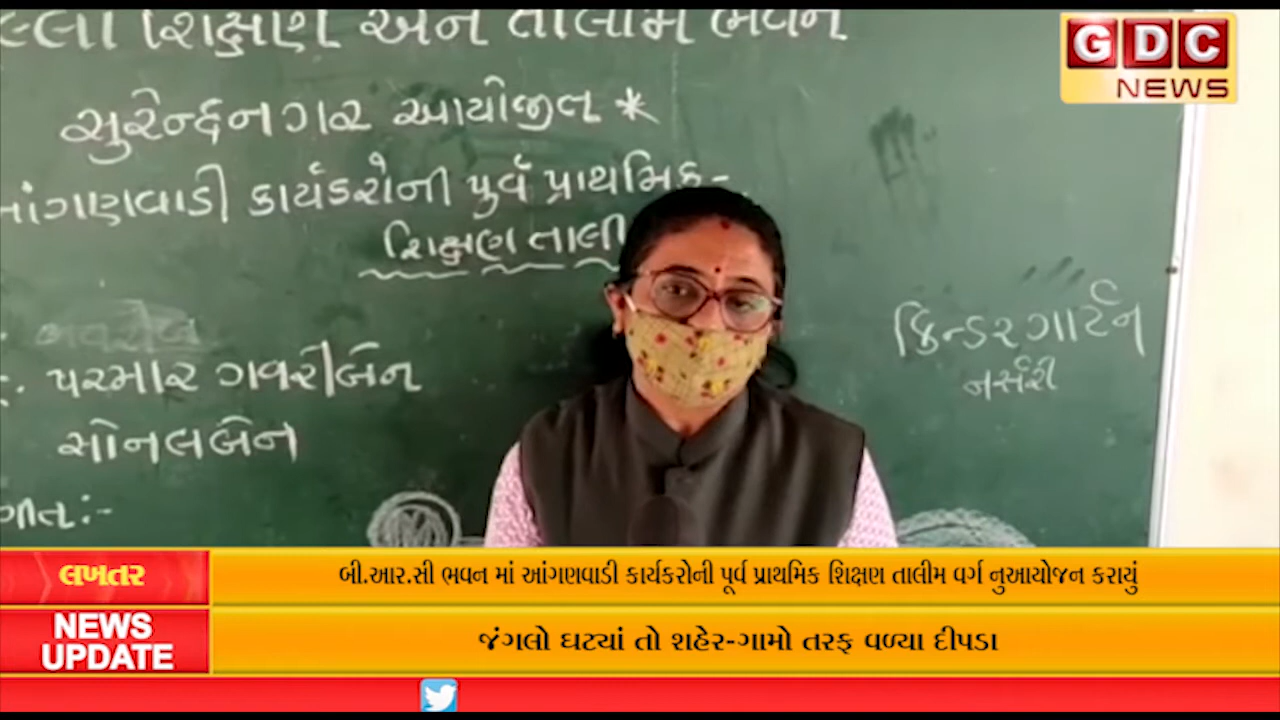 લ્લા શિક્ષણ અને તાલીમ ભવન
સુરેન્દ્રનગર આયોજીત *
આંગણવાડી કાર્યકરોની પુર્વ પ્રાથમિક-
શિક્ષણ તાલી
પરમાર ગવરીબેન
સોનલબેન
ગીત:-
કિન્ડરગાર્ટન
નર્સરી
GDC
NEWS
લખતર
બી.આર.સી ભવન માં આંગણવાડી કાર્યકરોની પૂર્વ પ્રાથમિક શિક્ષણ તાલીમ વર્ગ નુઆયોજન કરાયું
NEWS
UPDATE
જંગલો ઘટ્યાં તો શહેર-ગામો તરફ વળ્યા દીપડા